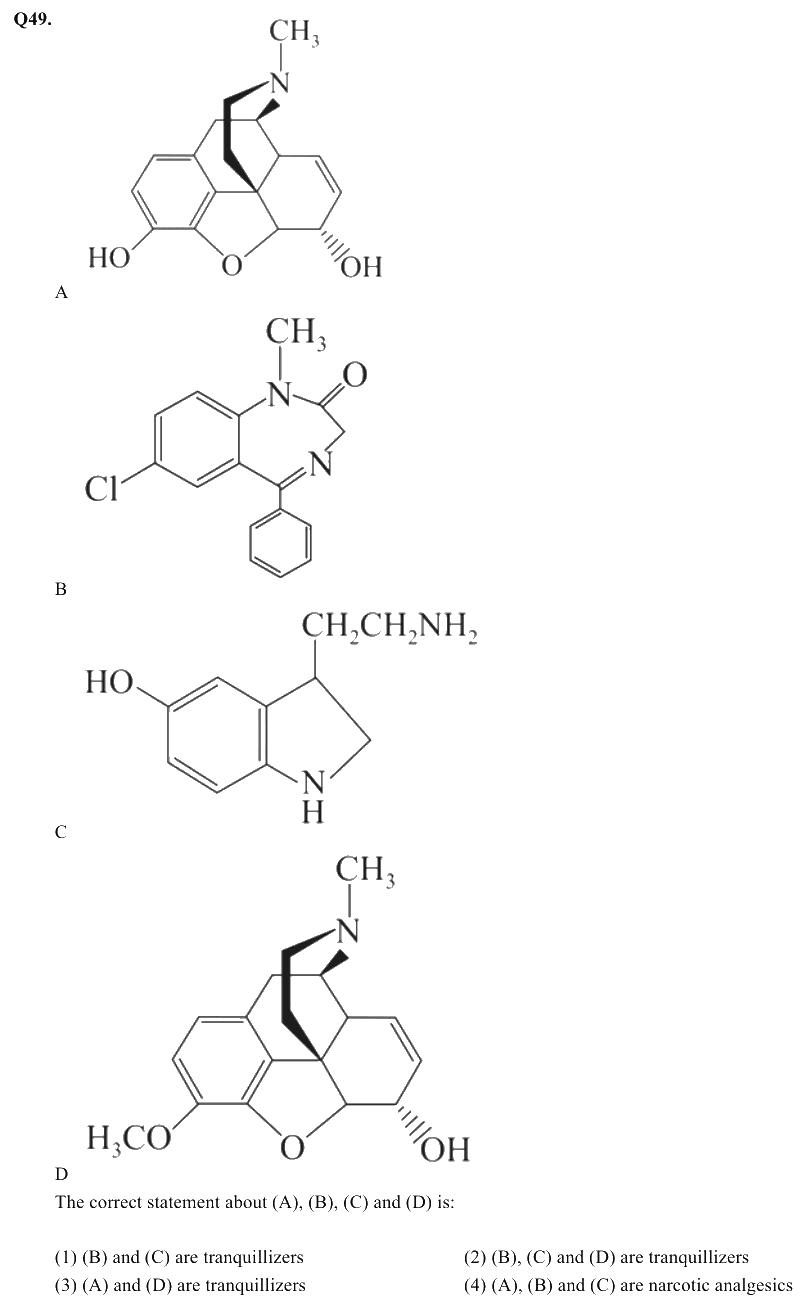 Q49.
CH₃
N
HO
O
OH
A
CH₃
N
O
N
Cl
B
CH₂CH₂NH₂
HO
N
H
C
CH₃
N
H₃CO
O
OH
D
The correct statement about (A), (B), (C) and (D) is:
(1) (B) and (C) are tranquillizers (2) (B), (C) and (D) are tranquillizers
(3) (A) and (D) are tranquillizers (4) (A), (B) and (C) are narcotic analgesics